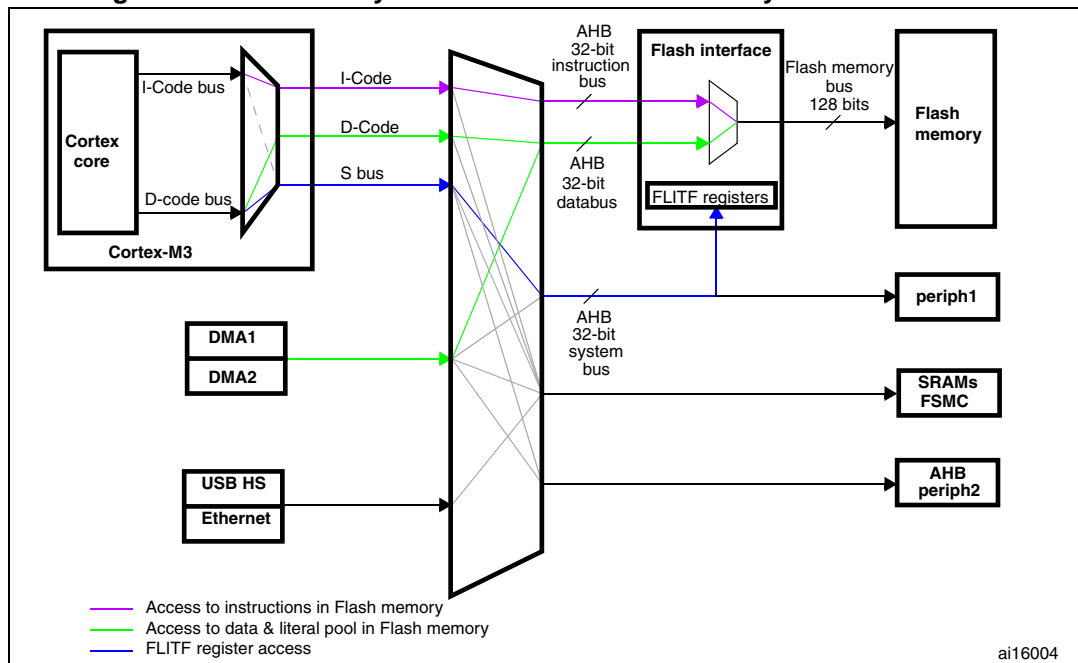 Cortex
core
I-Code bus
D-code bus
Cortex-M3
I-Code
D-Code
S bus
DMA1
DMA2
USB HS
Ethernet
AHB
32-bit
instruction
bus
AHB
32-bit
databus
AHB
32-bit
system
bus
Flash interface
FLITF registers
Flash memory
bus
128 bits
Flash
memory
periph1
SRAMs
FSMC
AHB
periph2
Access to instructions in Flash memory
Access to data & literal pool in Flash memory
FLITF register access
ai16004